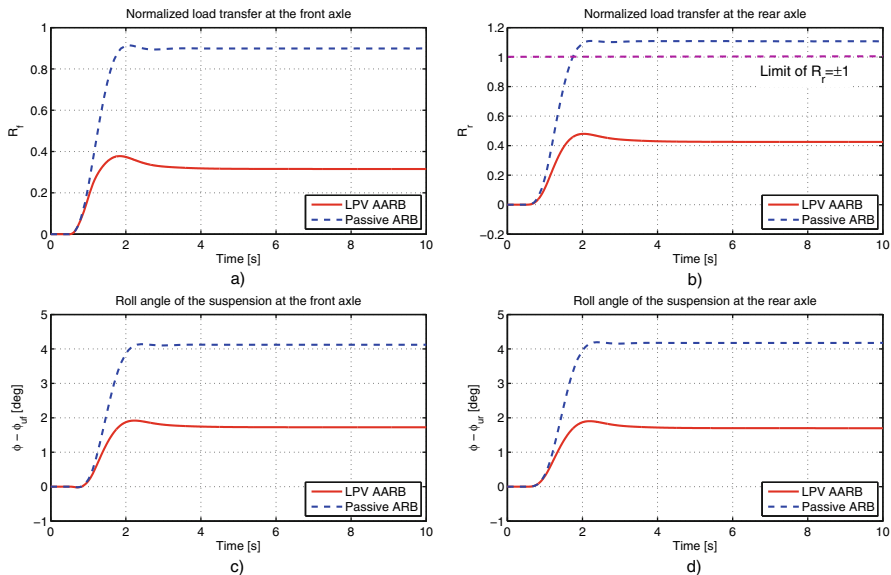 Normalized load transfer at the front axle
1
0.8
0.6
0.4
0.2
0
R_f
0 2 4 6 8 10
Time [s]
LPV AARB
Passive ARB
a)
Normalized load transfer at the rear axle
1.2
1
0.8
0.6
0.4
0.2
0
−0.2
R_r
Limit of R_r=±1
0 2 4 6 8 10
Time [s]
LPV AARB
Passive ARB
b)
Roll angle of the suspension at the front axle
5
4
3
2
1
0
−1
ϕ − ϕ_uf [deg]
0 2 4 6 8 10
Time [s]
LPV AARB
Passive ARB
c)
Roll angle of the suspension at the rear axle
5
4
3
2
1
0
−1
ϕ − ϕ_ur [deg]
0 2 4 6 8 10
Time [s]
LPV AARB
Passive ARB
d)